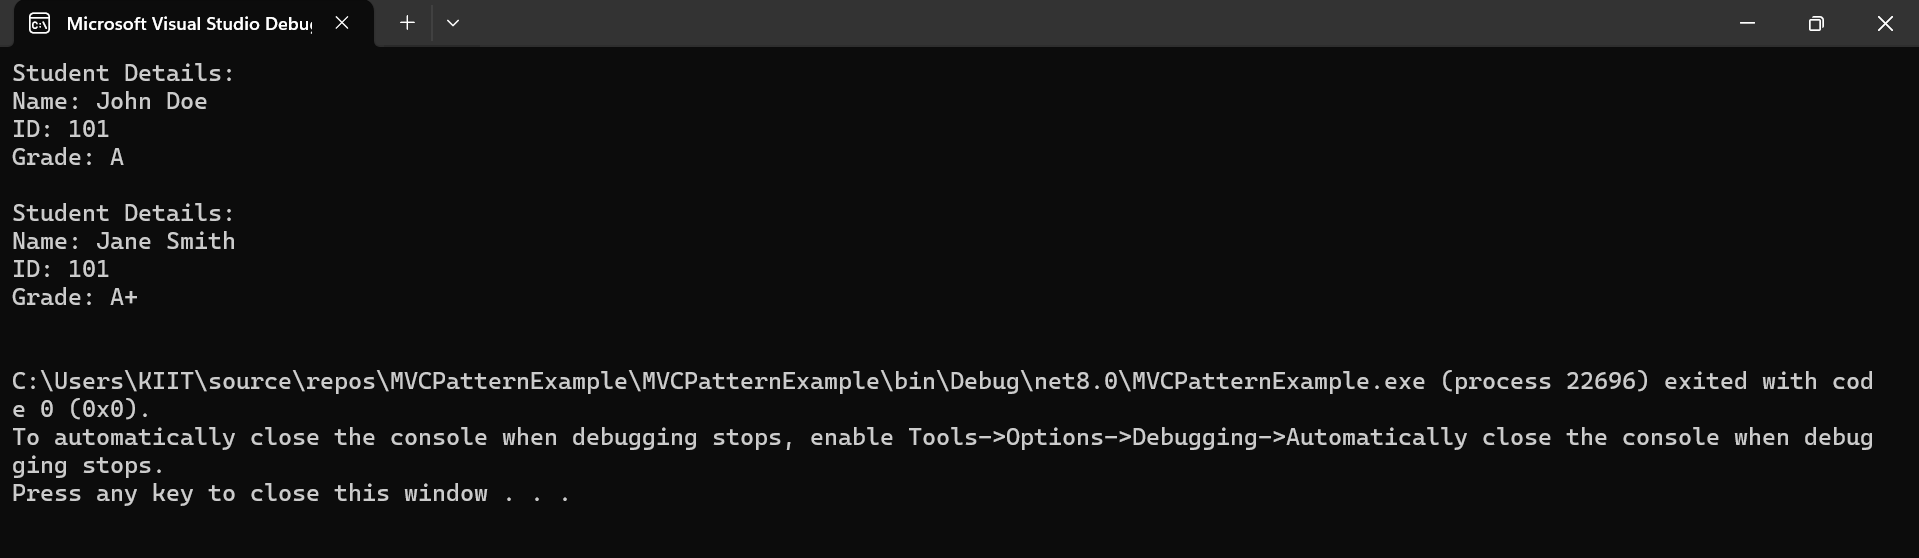 Microsoft Visual Studio Debu
Student Details:
Name: John Doe
ID: 101
Grade: A
Student Details:
Name: Jane Smith
ID: 101
Grade: A+
C:\Users\KIIT\source\repos\MVCPatternExample\MVCPatternExample\bin\Debug\net8.0\MVCPatternExample.exe (process 22696) exited with cod
e 0 (0x0).
To automatically close the console when debugging stops, enable Tools->Options->Debugging->Automatically close the console when debug
ging stops.
Press any key to close this window . . .